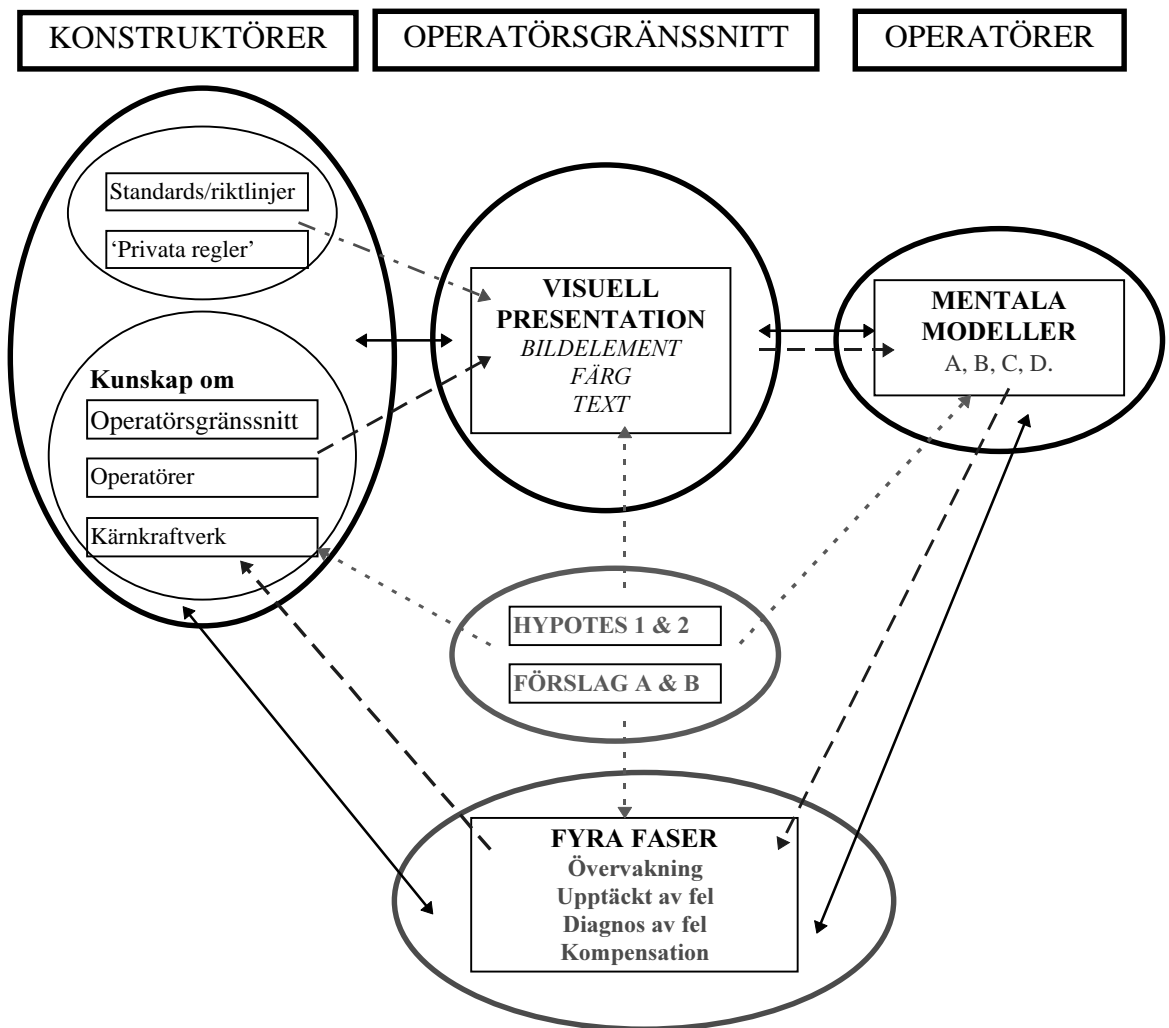 KONSTRUKTÖRER
OPERATÖRSGRÄNSSNITT
OPERATÖRER
Standards/riktlinjer
‘Privata regler’
Kunskap om
Operatörsgränssnitt
Operatörer
Kärnkraftverk
VISUELL
PRESENTATION
BILDELEMENT
FÄRG
TEXT
MENTALA
MODELLER
A, B, C, D.
HYPOTES 1 & 2
FÖRSLAG A & B
FYRA FASER
Övervakning
Upptäckt av fel
Diagnos av fel
Kompensation